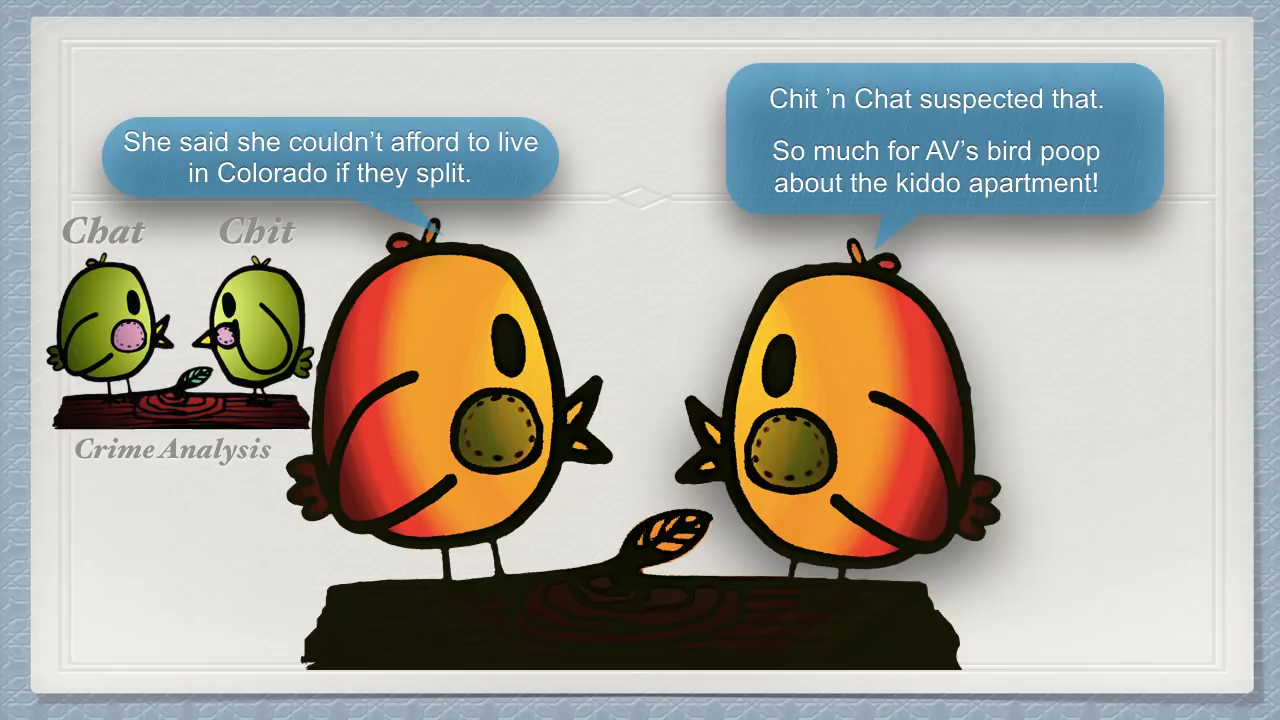 She said she couldn’t afford to live
in Colorado if they split.
Chit ’n Chat suspected that.
So much for AV’s bird poop
about the kiddo apartment!
Chat Chit
Crime Analysis